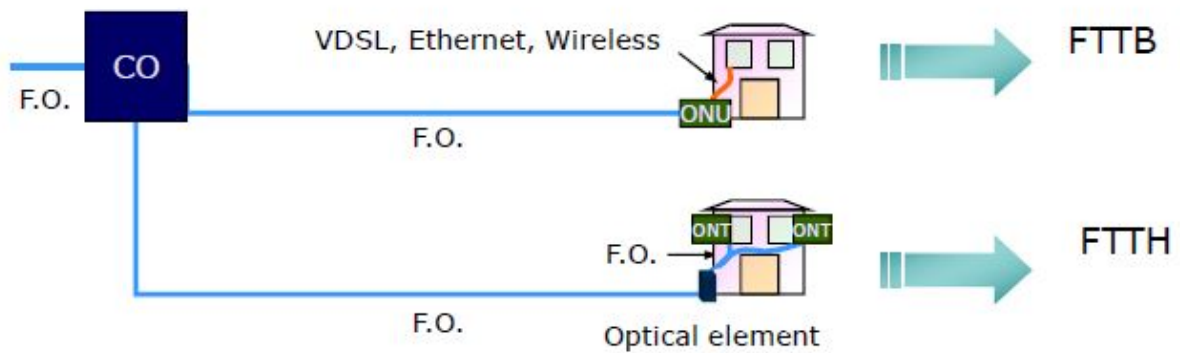 VDSL, Ethernet, Wireless
FTTB
CO
F.O.
ONU
F.O.
ONT
ONT
F.O.
FTTH
F.O.
Optical element